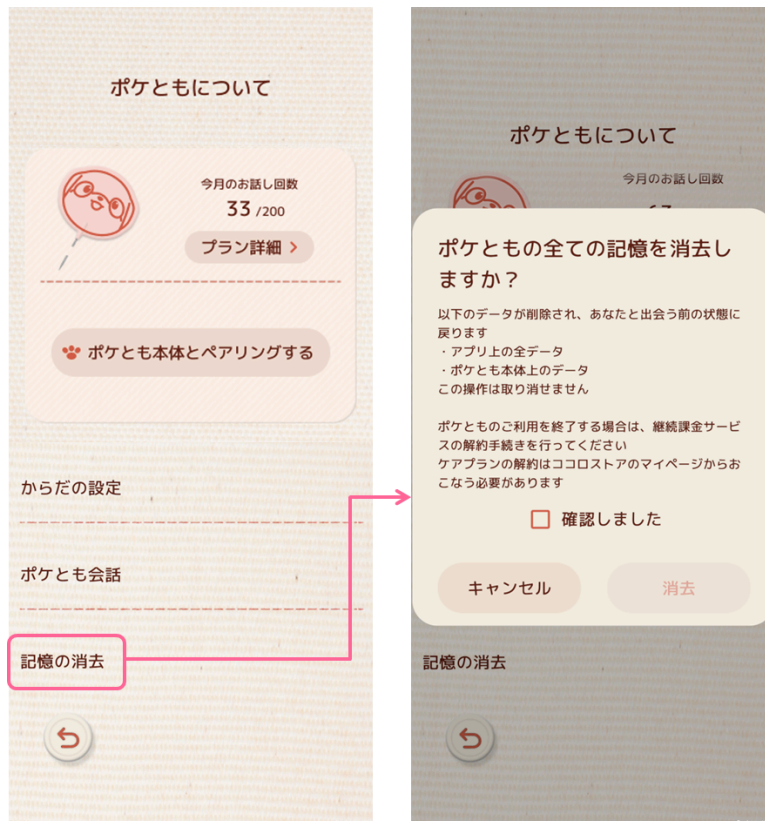 ポケともについて
今月のお話し回数
33 /200
プラン詳細
ポケとも本体とペアリングする
からだの設定
ポケとも会話
記憶の消去
ポケともについて
今月のお話し回数
ポケともの全ての記憶を消去し
ますか？
以下のデータが削除され、あなたと出会う前の状態に
戻ります
・アプリ上の全データ
・ポケとも本体上のデータ
この操作は取り消せません
ポケとものご利用を終了する場合は、継続課金サービ
スの解約手続きを行ってください
ケアプランの解約はココロストアのマイページからお
こなう必要があります
確認しました
キャンセル
消去
記憶の消去